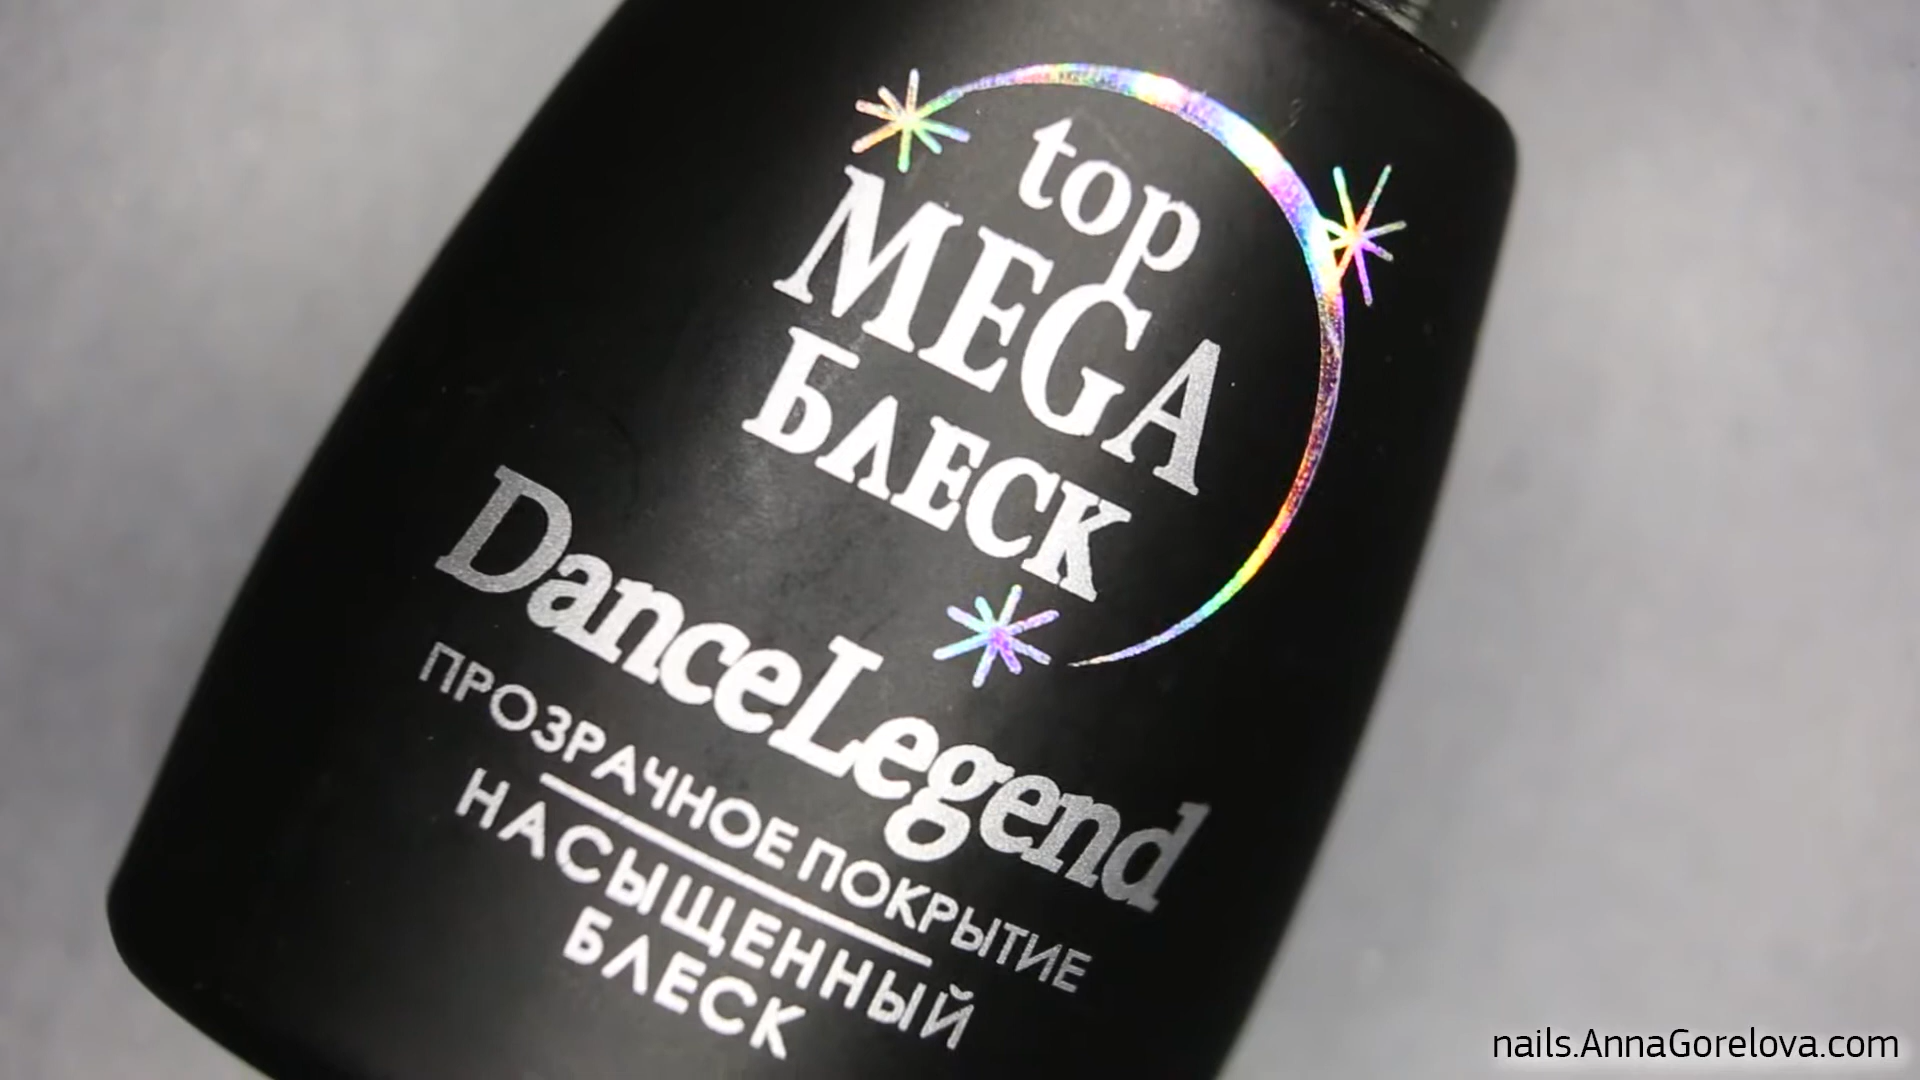 top
MEGA
БЛЕСК
DanceLegend
ПРОЗРАЧНОЕ ПОКРЫТИЕ
НАСЫЩЕННЫЙ
БЛЕСК
nails.AnnaGorelova.com